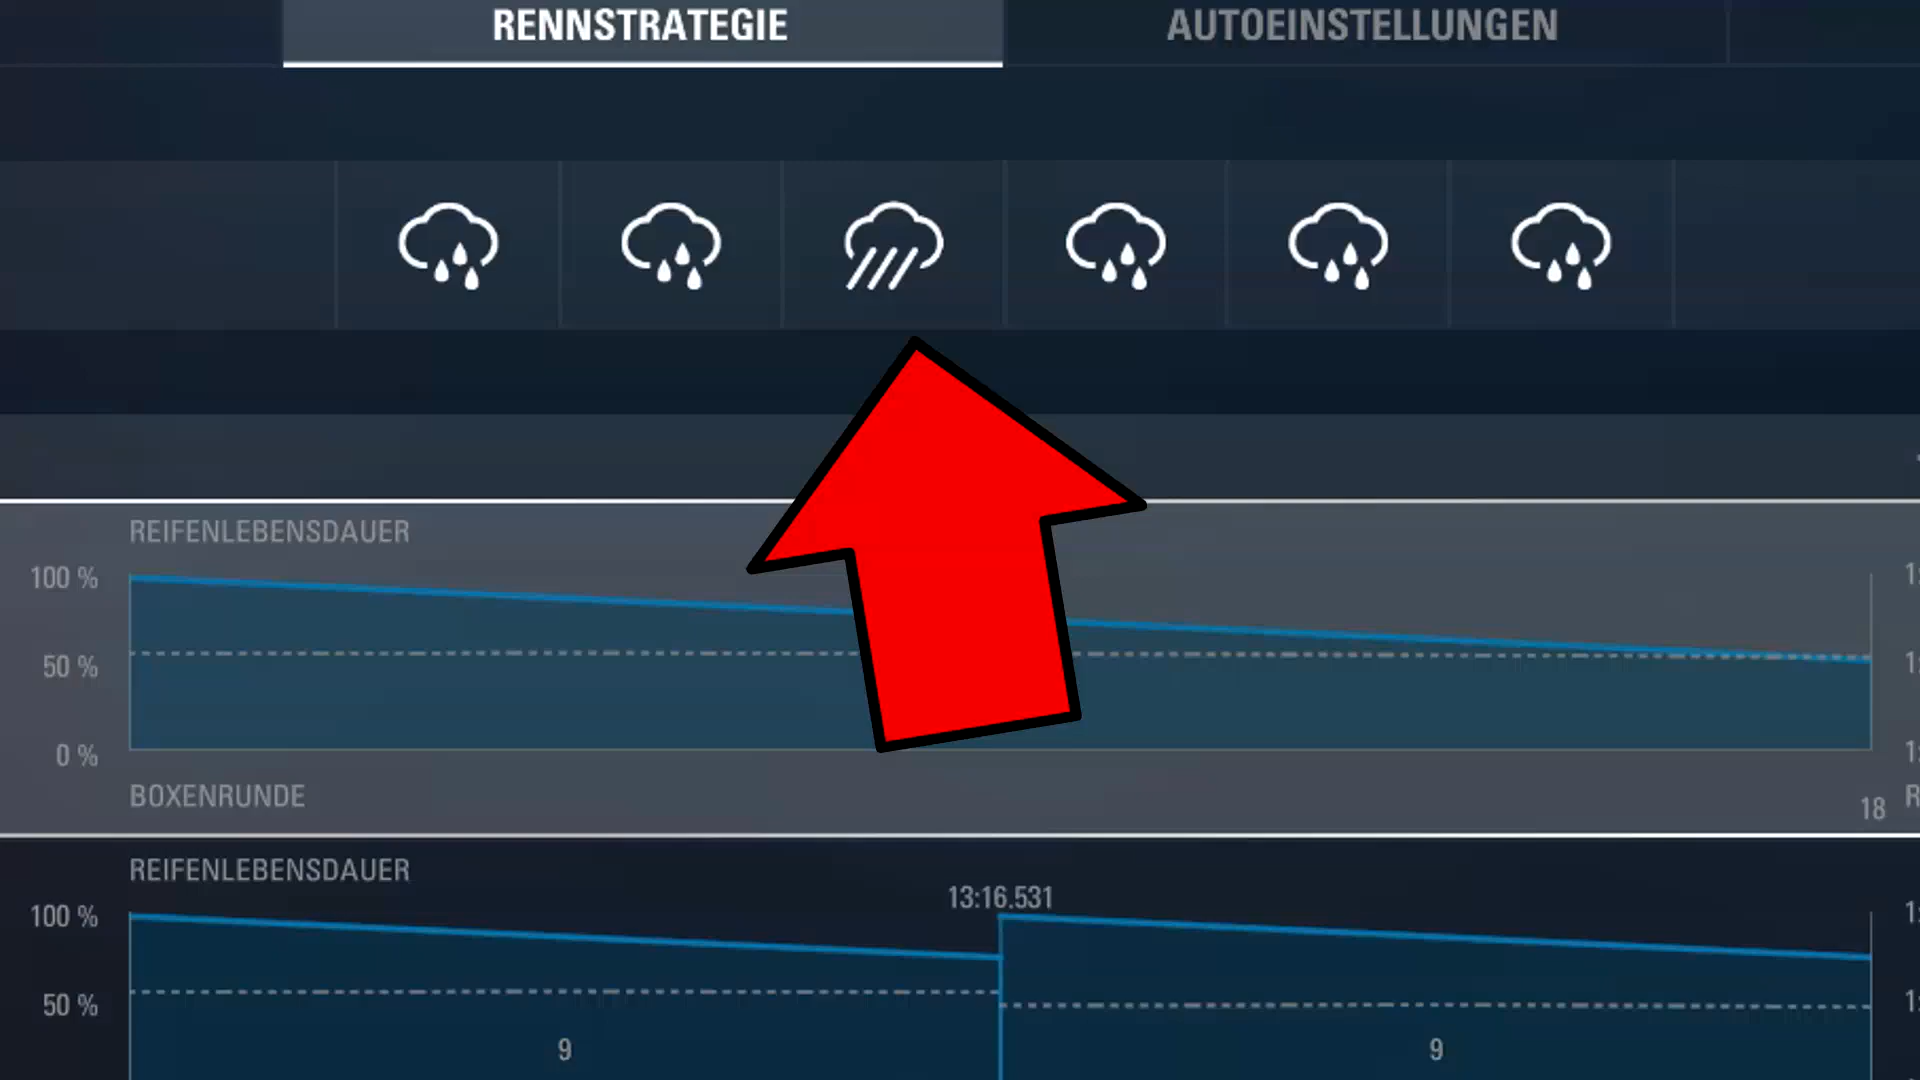 RENNSTRATEGIE
AUTOEINSTELLUNGEN
REIFENLEBENSDAUER
100 %
50 %
0 %
BOXENRUNDE
18
REIFENLEBENSDAUER
13:16.531
100 %
50 %
9
9